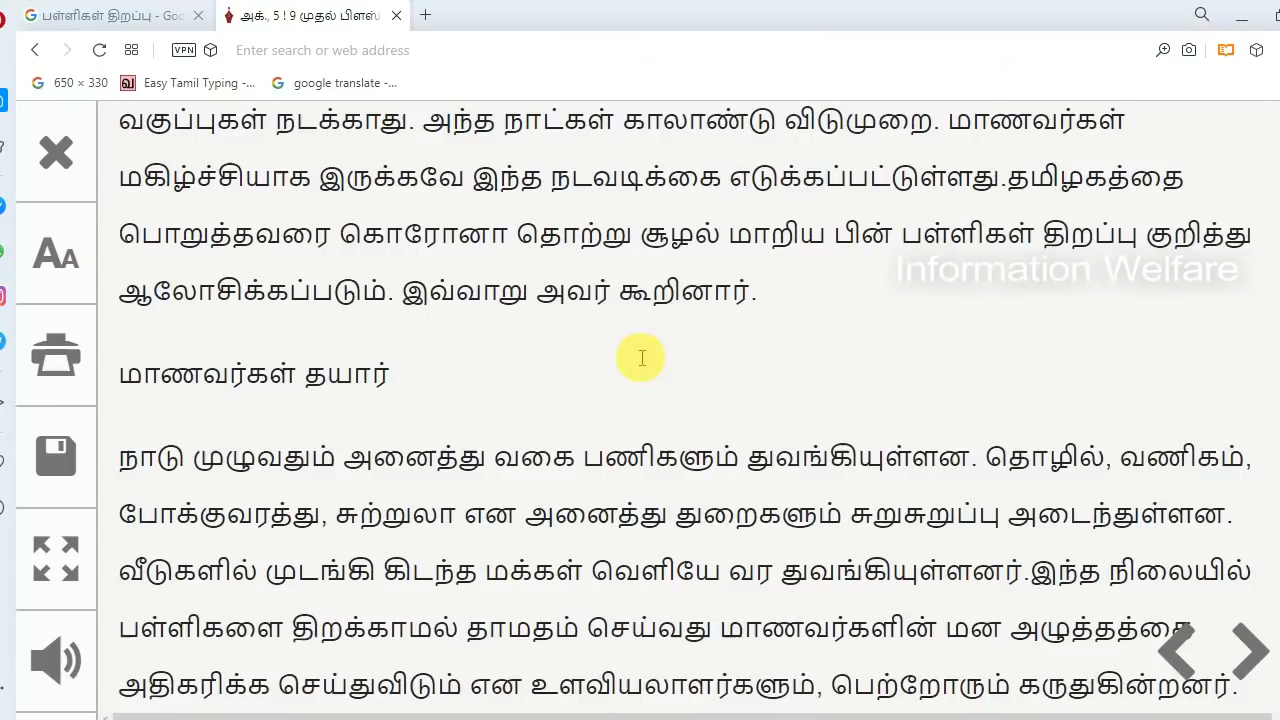 பள்ளிகள் திறப்பு - Goo
அக்., 5 ! 9 முதல் பிளஸ்
VPN
Enter search or web address
650 × 330
Easy Tamil Typing -...
google translate -...
வகுப்புகள் நடக்காது. அந்த நாட்கள் காலாண்டு விடுமுறை. மாணவர்கள்
மகிழ்ச்சியாக இருக்கவே இந்த நடவடிக்கை எடுக்கப்பட்டுள்ளது.தமிழகத்தை
பொறுத்தவரை கொரோனா தொற்று சூழல் மாறிய பின் பள்ளிகள் திறப்பு குறித்து
Information Welfare
ஆலோசிக்கப்படும். இவ்வாறு அவர் கூறினார்.
மாணவர்கள் தயார்
நாடு முழுவதும் அனைத்து வகை பணிகளும் துவங்கியுள்ளன. தொழில், வணிகம்,
போக்குவரத்து, சுற்றுலா என அனைத்து துறைகளும் சுறுசுறுப்பு அடைந்துள்ளன.
வீடுகளில் முடங்கி கிடந்த மக்கள் வெளியே வர துவங்கியுள்ளனர்.இந்த நிலையில்
பள்ளிகளை திறக்காமல் தாமதம் செய்வது மாணவர்களின் மன அழுத்தத்தை
அதிகரிக்க செய்துவிடும் என உளவியலாளர்களும், பெற்றோரும் கருதுகின்றனர்.
AA